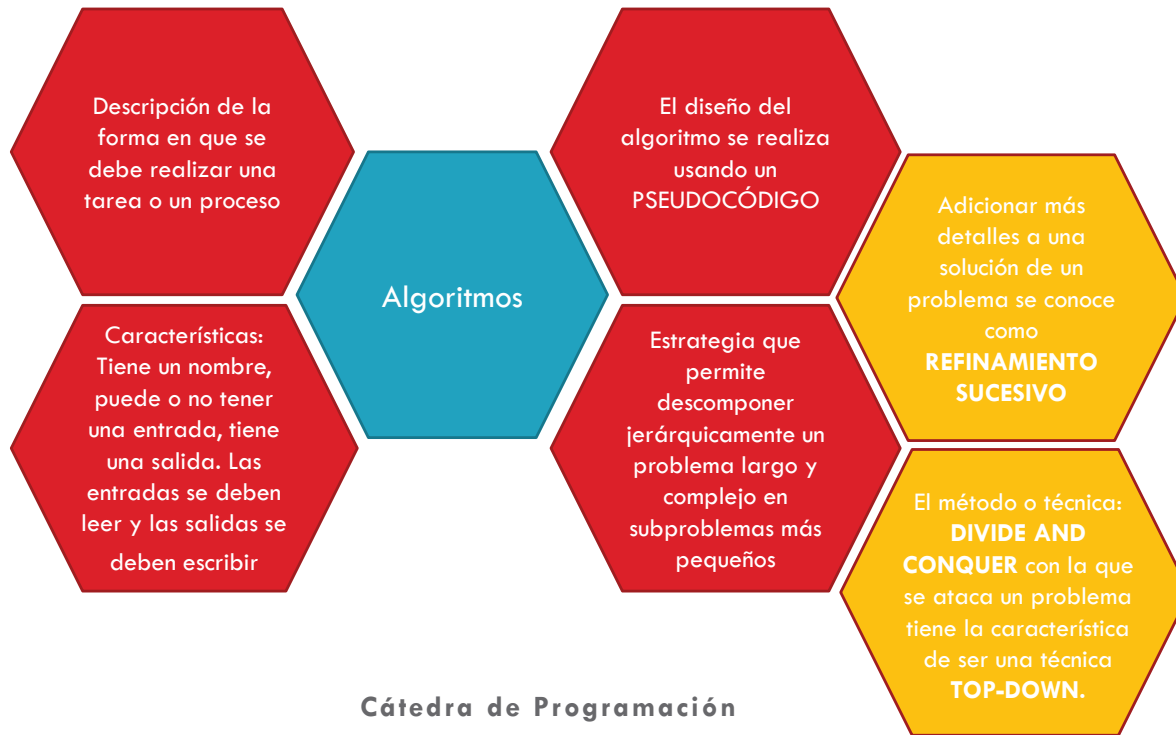 Descripción de la
forma en que se
debe realizar una
tarea o un proceso
Características:
Tiene un nombre,
puede o no tener
una entrada, tiene
una salida. Las
entradas se deben
leer y las salidas se
deben escribir
Algoritmos
El diseño del
algoritmo se realiza
usando un
PSEUDOCÓDIGO
Estrategia que
permite
descomponer
jerárquicamente un
problema largo y
complejo en
subproblemas más
pequeños
Adicionar más
detalles a una
solución de un
problema se conoce
como
REFINAMIENTO
SUCESIVO
El método o técnica:
DIVIDE AND
CONQUER con la que
se ataca un problema
tiene la característica
de ser una técnica
TOP-DOWN.
Cátedra de Programación